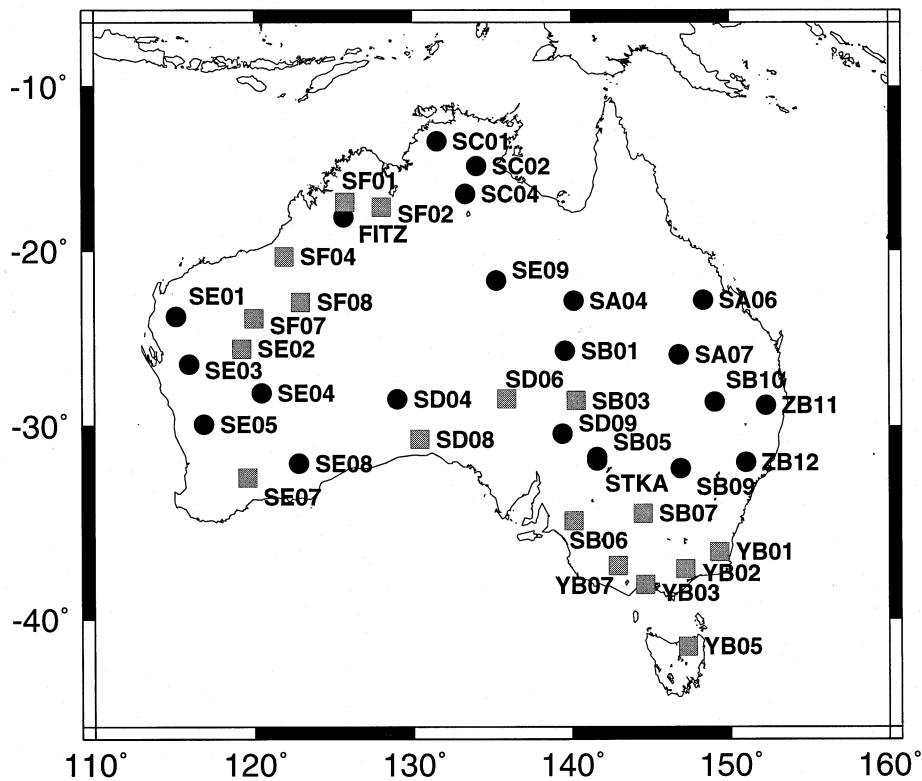 -10°
SC01
SC02
SF01
SC04
SF02
FITZ
-20°
SF04
SE09
SE01
SF08
SA04
SA06
SF07
SE02
SB01
SA07
SE03
SD06
SB10
SE04
SD04
SB03
ZB11
-30°
SE05
SD09
SD08
SB05
SE08
ZB12
STKA
SB09
SE07
SB07
SB06
YB01
YB02
YB07
YB03
-40°
YB05
110° 120° 130° 140° 150° 160°